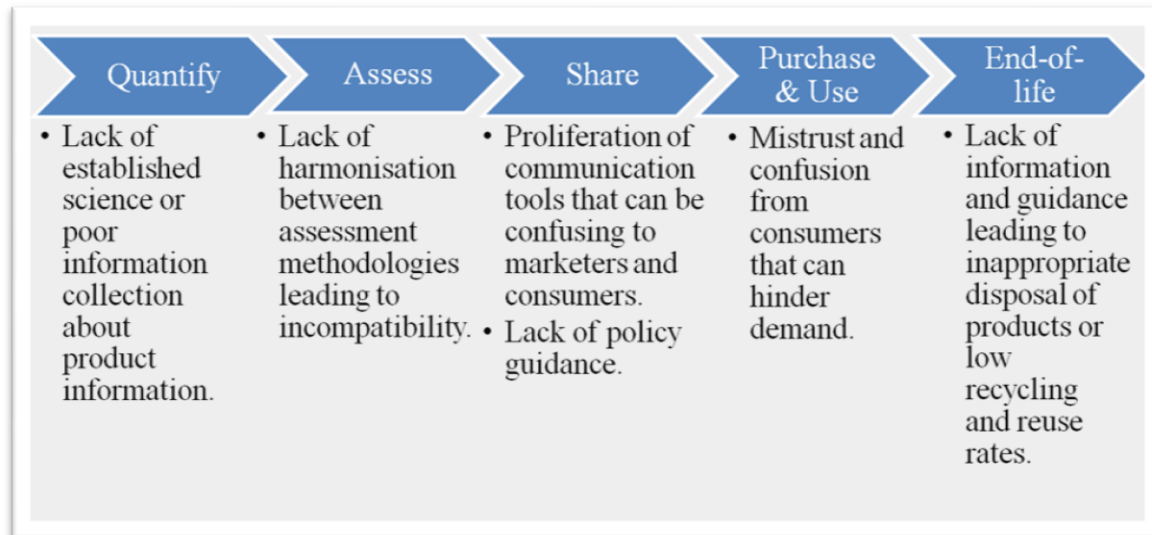 Quantify
Assess
Share
Purchase
& Use
End-of-
life
• Lack of
established
science or
poor
information
collection
about
product
information.
• Lack of
harmonisation
between
assessment
methodologies
leading to
incompatibility.
• Proliferation of
communication
tools that can be
confusing to
marketers and
consumers.
• Lack of policy
guidance.
• Mistrust and
confusion
from
consumers
that can
hinder
demand.
• Lack of
information
and guidance
leading to
inappropriate
disposal of
products or
low
recycling
and reuse
rates.